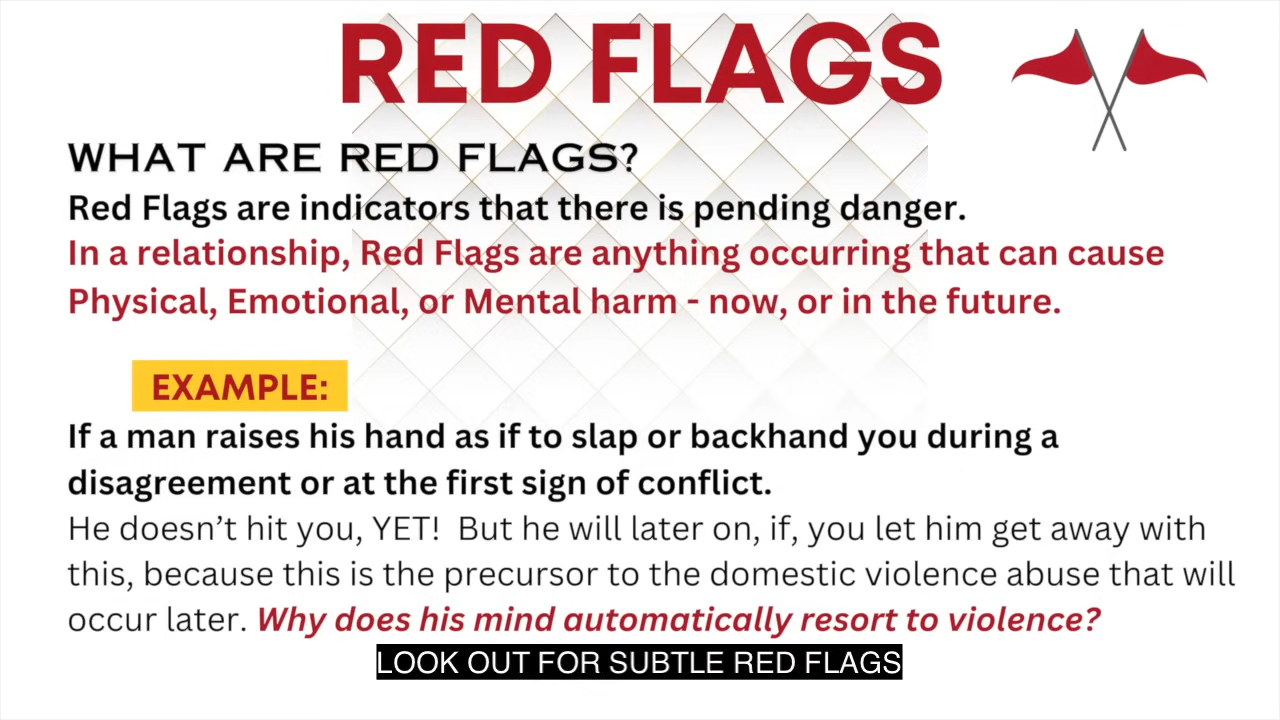 RED FLAGS
WHAT ARE RED FLAGS?
Red Flags are indicators that there is pending danger.
In a relationship, Red Flags are anything occurring that can cause
Physical, Emotional, or Mental harm - now, or in the future.
EXAMPLE:
If a man raises his hand as if to slap or backhand you during a
disagreement or at the first sign of conflict.
He doesn’t hit you, YET!  But he will later on, if, you let him get away with
this, because this is the precursor to the domestic violence abuse that will
occur later. Why does his mind automatically resort to violence?
LOOK OUT FOR SUBTLE RED FLAGS